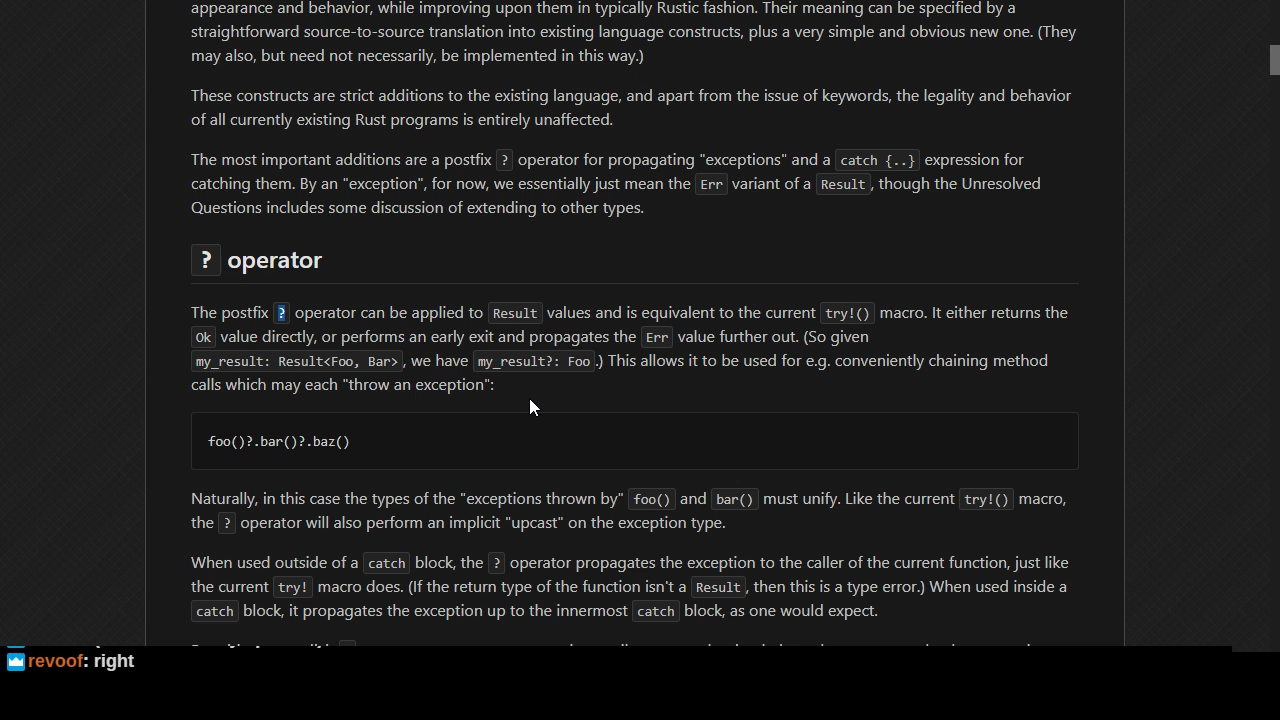 appearance and behavior, while improving upon them in typically Rustic fashion. Their meaning can be specified by a
straightforward source-to-source translation into existing language constructs, plus a very simple and obvious new one. (They
may also, but need not necessarily, be implemented in this way.)
These constructs are strict additions to the existing language, and apart from the issue of keywords, the legality and behavior
of all currently existing Rust programs is entirely unaffected.
The most important additions are a postfix ? operator for propagating "exceptions" and a catch {..} expression for
catching them. By an "exception", for now, we essentially just mean the Err variant of a Result, though the Unresolved
Questions includes some discussion of extending to other types.
? operator
The postfix ? operator can be applied to Result values and is equivalent to the current try!() macro. It either returns the
Ok value directly, or performs an early exit and propagates the Err value further out. (So given
my_result: Result<Foo, Bar>, we have my_result?: Foo.) This allows it to be used for e.g. conveniently chaining method
calls which may each "throw an exception":
foo()?.bar()?.baz()
Naturally, in this case the types of the "exceptions thrown by" foo() and bar() must unify. Like the current try!() macro,
the ? operator will also perform an implicit "upcast" on the exception type.
When used outside of a catch block, the ? operator propagates the exception to the caller of the current function, just like
the current try! macro does. (If the return type of the function isn't a Result, then this is a type error.) When used inside a
catch block, it propagates the exception up to the innermost catch block, as one would expect.
revoof: right